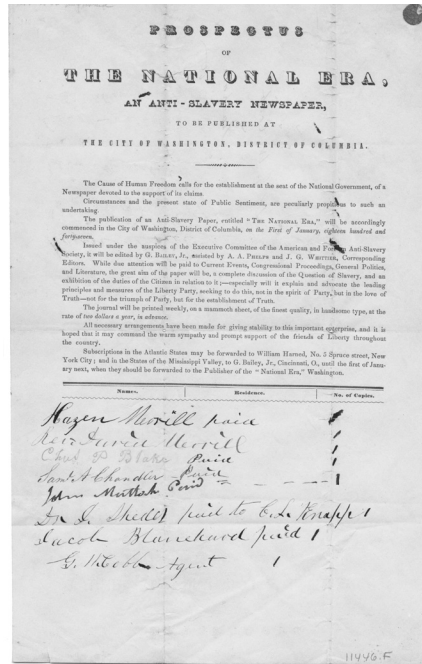 PROSPECTUS
OF
THE NATIONAL ERA,
AN ANTI-SLAVERY NEWSPAPER,
TO BE PUBLISHED AT
THE CITY OF WASHINGTON, DISTRICT OF COLUMBIA.
The Cause of Human Freedom calls for the establishment at the seat of the National Government, of a
Newspaper devoted to the support of its claims.
Circumstances and the present state of Public Sentiment, are peculiarly propitious to such an
undertaking.
The publication of an Anti-Slavery Paper, entitled "THE NATIONAL ERA," will be accordingly
commenced in the City of Washington, District of Columbia, on the First of January, eighteen hundred and
forty-seven.
Issued under the auspices of the Executive Committee of the American and Foreign Anti-Slavery
Society, it will be edited by G. BAILEY, Jr., assisted by A. A. PHELPS and J. G. WHITTIER, Corresponding
Editors. While due attention will be paid to Current Events, Congressional Proceedings, General Politics,
and Literature, the great aim of the paper will be, a complete discussion of the Question of Slavery, and an
exhibition of the duties of the Citizen in relation to it;—especially will it explain and advocate the leading
principles and measures of the Liberty Party, seeking to do this, not in the spirit of Party, but in the love of
Truth—not for the triumph of Party, but for the establishment of Truth.
The journal will be printed weekly, on a mammoth sheet, of the finest quality, in handsome type, at the
rate of two dollars a year, in advance.
All necessary arrangements have been made for giving stability to this important enterprise, and it is
hoped that it may command the warm sympathy and prompt support of the friends of Liberty throughout
the country.
Subscriptions in the Atlantic States may be forwarded to William Harned, No. 5 Spruce street, New
York City; and in the States of the Mississippi Valley, to G. Bailey, Jr., Cincinnati, O., until the first of Janu-
ary next, when they should be forwarded to the Publisher of the "National Era," Washington.
Names. Residence. No. of Copies.
Hazen Merrill paid 1
Rev. David Merrill 1
Chas P Blake Paid 1
Saml A Chandler Paid 1
John Paid 1
Dr. J. paid to C. L. Knapp 1
Jacob Blanchard paid 1
G. W Cobb Agent 1
11446.F